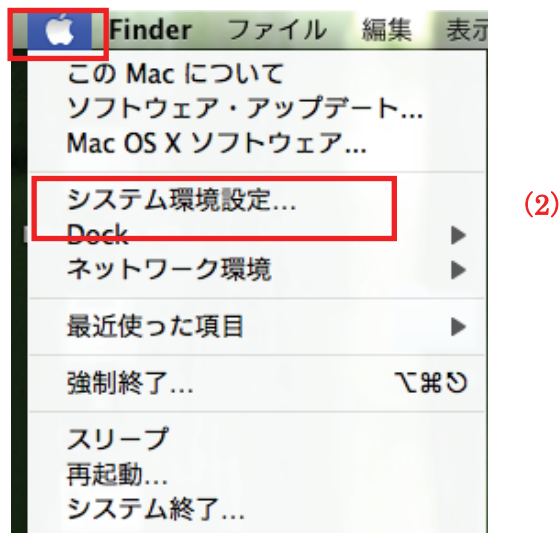 Finder ファイル 編集 表示
この Mac について
ソフトウェア・アップデート...
Mac OS X ソフトウェア...
システム環境設定...
(2)
Dock
ネットワーク環境
最近使った項目
強制終了... ⌥⌘⎋
スリープ
再起動...
システム終了...